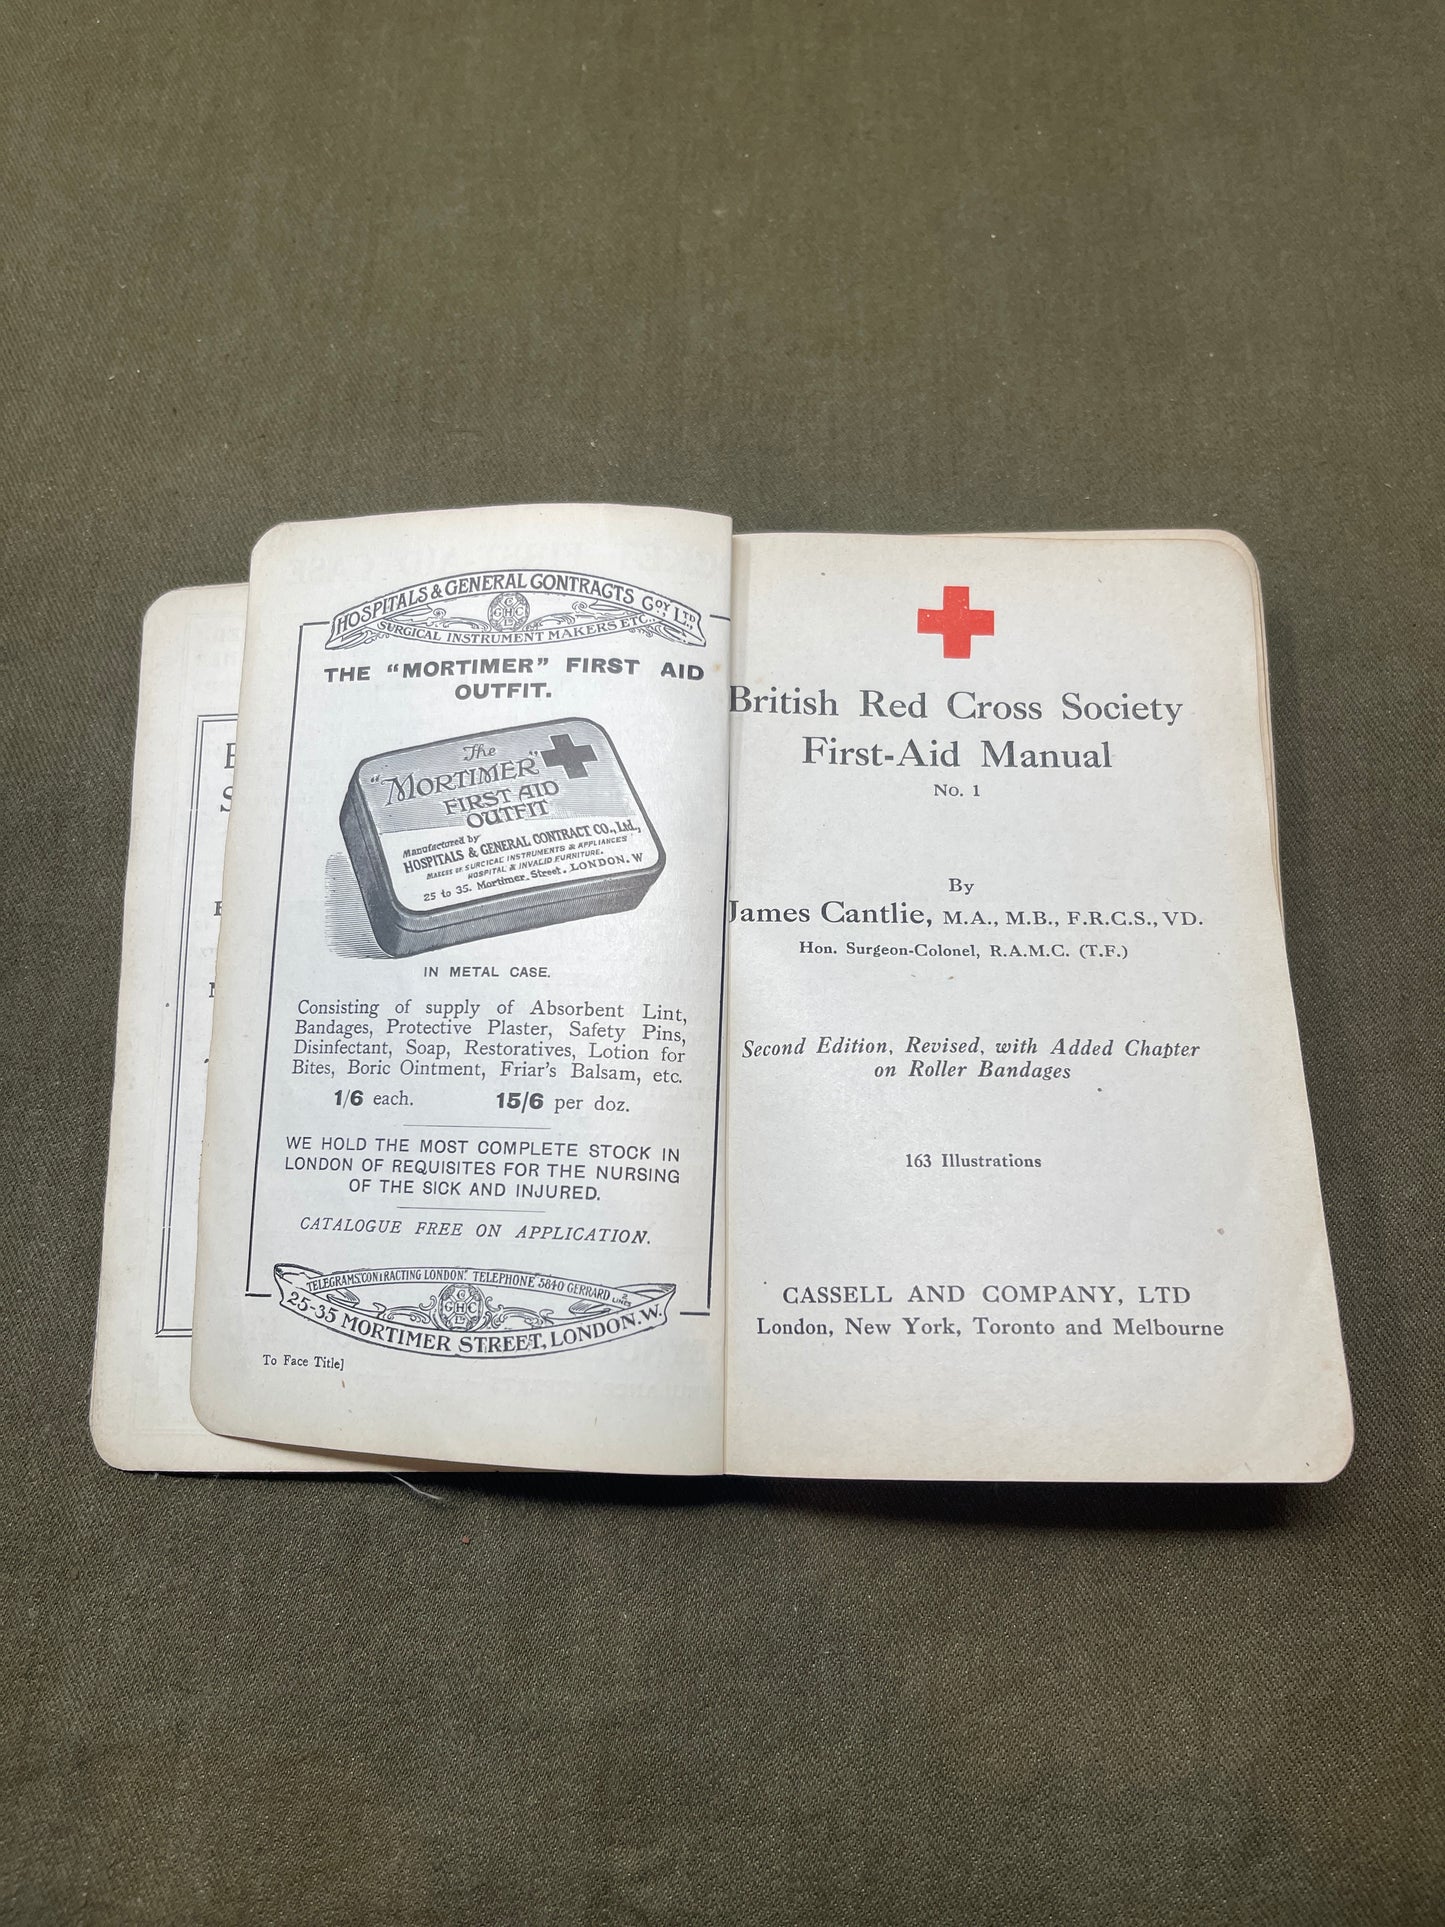 HOSPITALS & GENERAL CONTRACTS Coy. LTD.
G
GHC
Ld
SURGICAL INSTRUMENT MAKERS ETC.
THE "MORTIMER" FIRST AID
OUTFIT.
The
"MORTIMER"
FIRST AID
OUTFIT
Manufactured by
HOSPITALS & GENERAL CONTRACT CO., Ltd.,
MAKERS OF SURGICAL INSTRUMENTS & APPLIANCES
HOSPITAL & INVALID FURNITURE.
25 to 35. Mortimer. Street. LONDON. W
IN METAL CASE.
Consisting of supply of Absorbent Lint,
Bandages, Protective Plaster, Safety Pins,
Disinfectant, Soap, Restoratives, Lotion for
Bites, Boric Ointment, Friar's Balsam, etc.
1/6 each. 15/6 per doz.
WE HOLD THE MOST COMPLETE STOCK IN
LONDON OF REQUISITES FOR THE NURSING
OF THE SICK AND INJURED.
CATALOGUE FREE ON APPLICATION.
TELEGRAMS "CONTRACTING LONDON." TELEPHONE 5840 GERRARD 2 LINES
G
GHC
Ld
25-35 MORTIMER STREET, LONDON. W.
To Face Title]
British Red Cross Society
First-Aid Manual
No. 1
By
James Cantlie, M.A., M.B., F.R.C.S., VD.
Hon. Surgeon-Colonel, R.A.M.C. (T.F.)
Second Edition, Revised, with Added Chapter
on Roller Bandages
163 Illustrations
CASSELL AND COMPANY, LTD
London, New York, Toronto and Melbourne